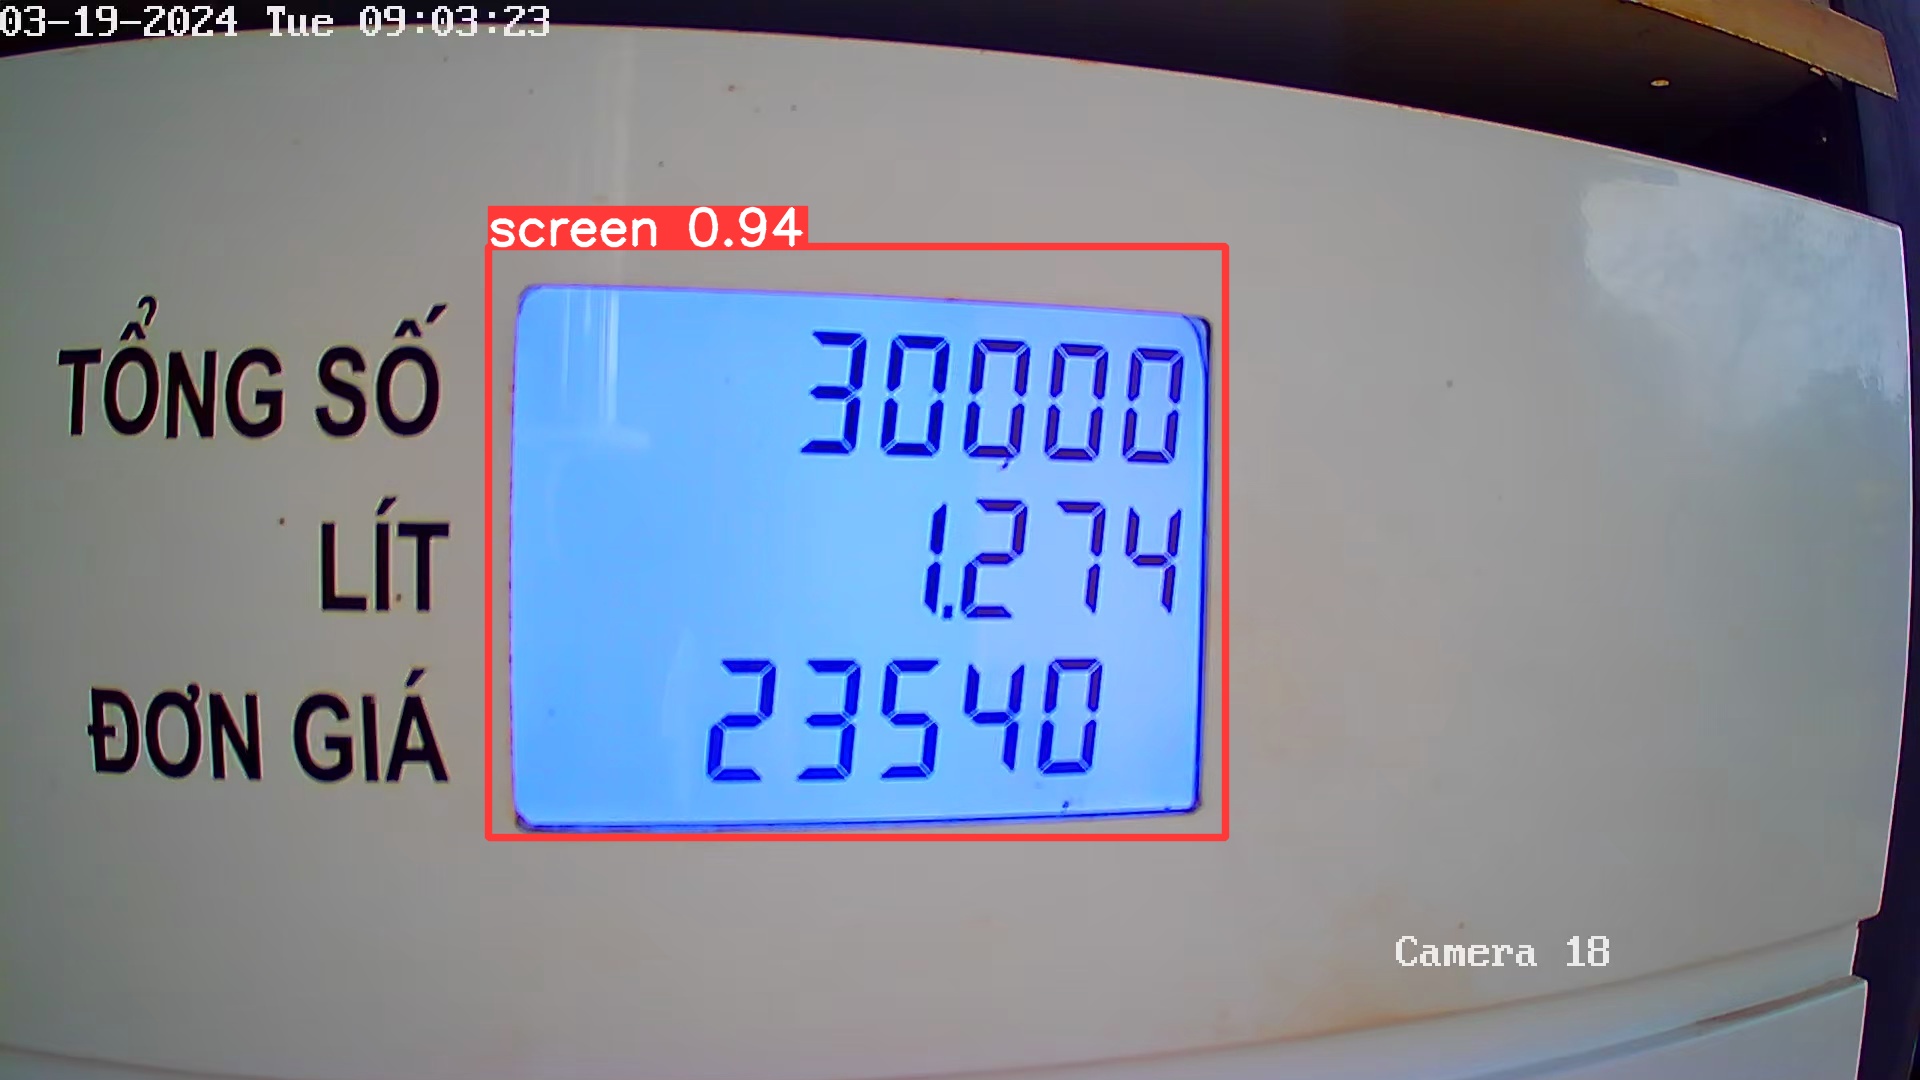 03-19-2024 Tue 09:03:23
screen 0.94
TỔNG SỐ 30000
LÍT 1.274
ĐƠN GIÁ 23540
Camera 18